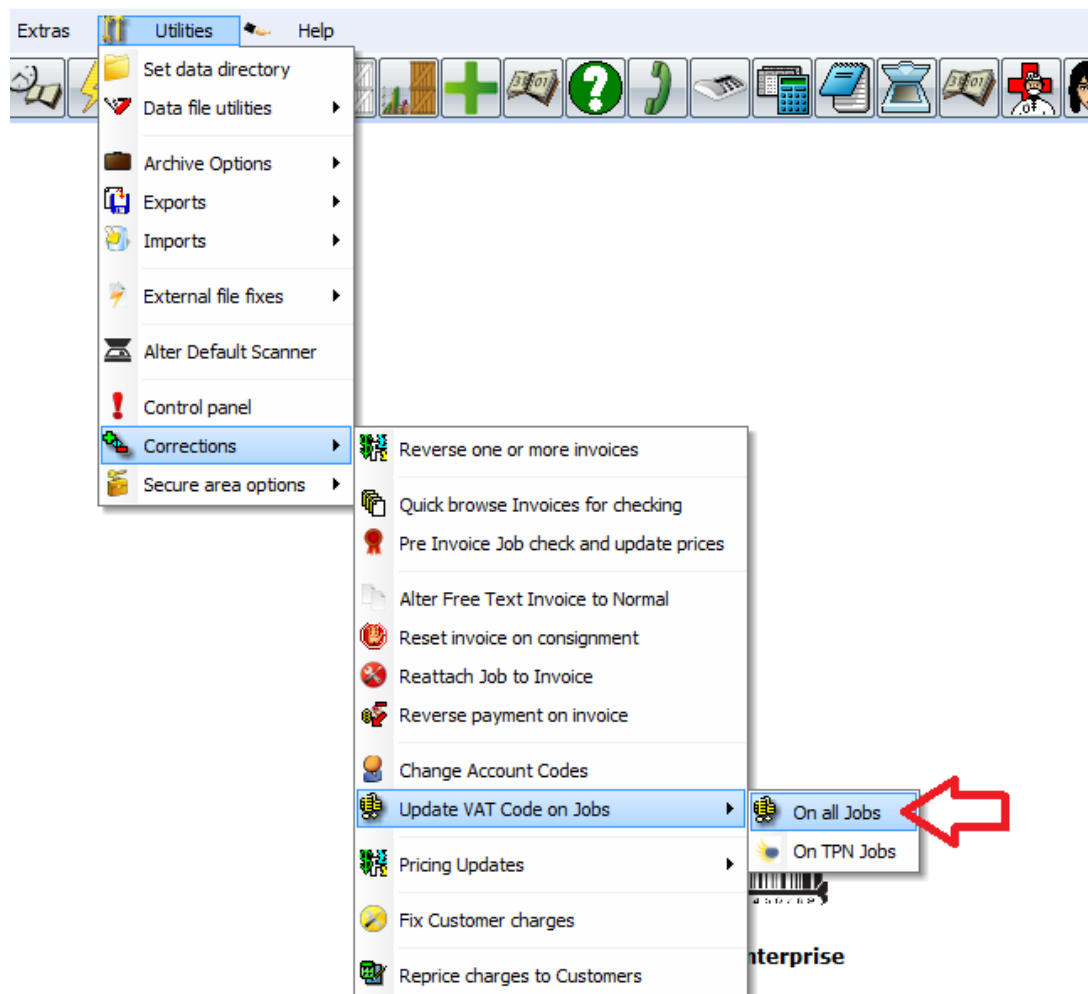 Extras
Utilities
Help
Set data directory
Data file utilities
Archive Options
Exports
Imports
External file fixes
Alter Default Scanner
Control panel
Corrections
Secure area options
Reverse one or more invoices
Quick browse Invoices for checking
Pre Invoice Job check and update prices
Alter Free Text Invoice to Normal
Reset invoice on consignment
Reattach Job to Invoice
Reverse payment on invoice
Change Account Codes
Update VAT Code on Jobs
On all Jobs
On TPN Jobs
Pricing Updates
Fix Customer charges
nterprise
Reprice charges to Customers